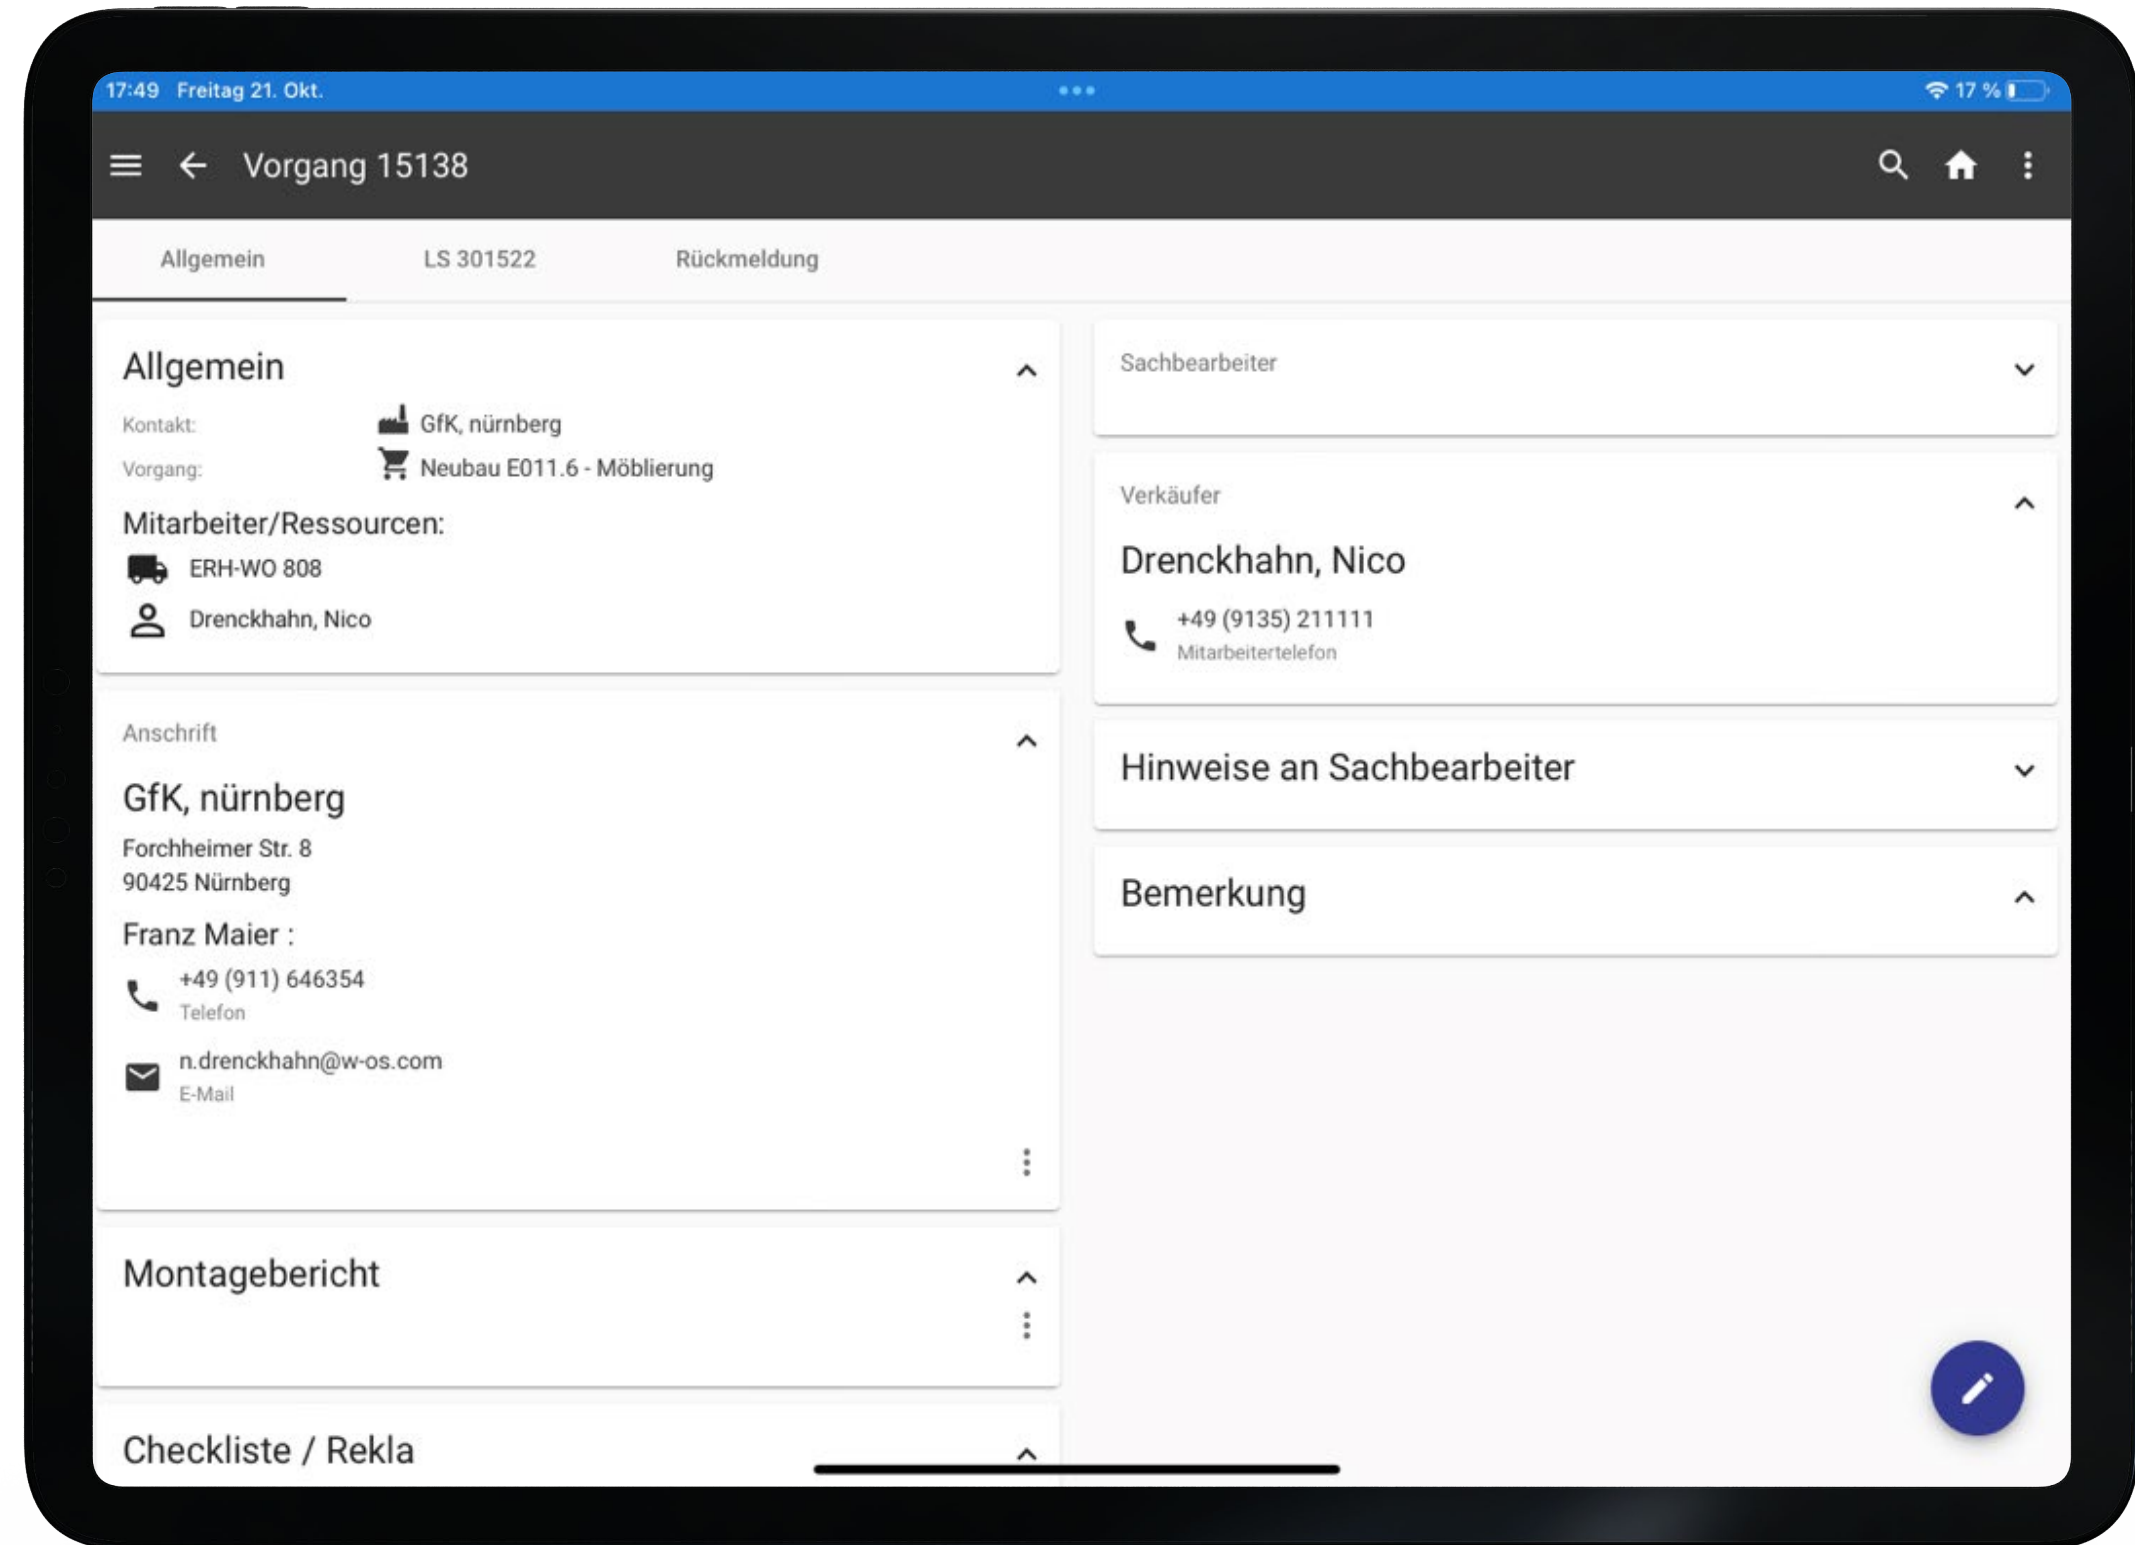 17:49 Freitag 21. Okt.
17 %
Vorgang 15138
Allgemein
LS 301522
Rückmeldung
Allgemein
Kontakt: GfK, nürnberg
Vorgang: Neubau E011.6 - Möblierung
Mitarbeiter/Ressourcen:
ERH-WO 808
Drenckhahn, Nico
Anschrift
GfK, nürnberg
Forchheimer Str. 8
90425 Nürnberg
Franz Maier :
+49 (911) 646354
Telefon
n.drenckhahn@w-os.com
E-Mail
Montagebericht
Checkliste / Rekla
Sachbearbeiter
Verkäufer
Drenckhahn, Nico
+49 (9135) 211111
Mitarbeitertelefon
Hinweise an Sachbearbeiter
Bemerkung